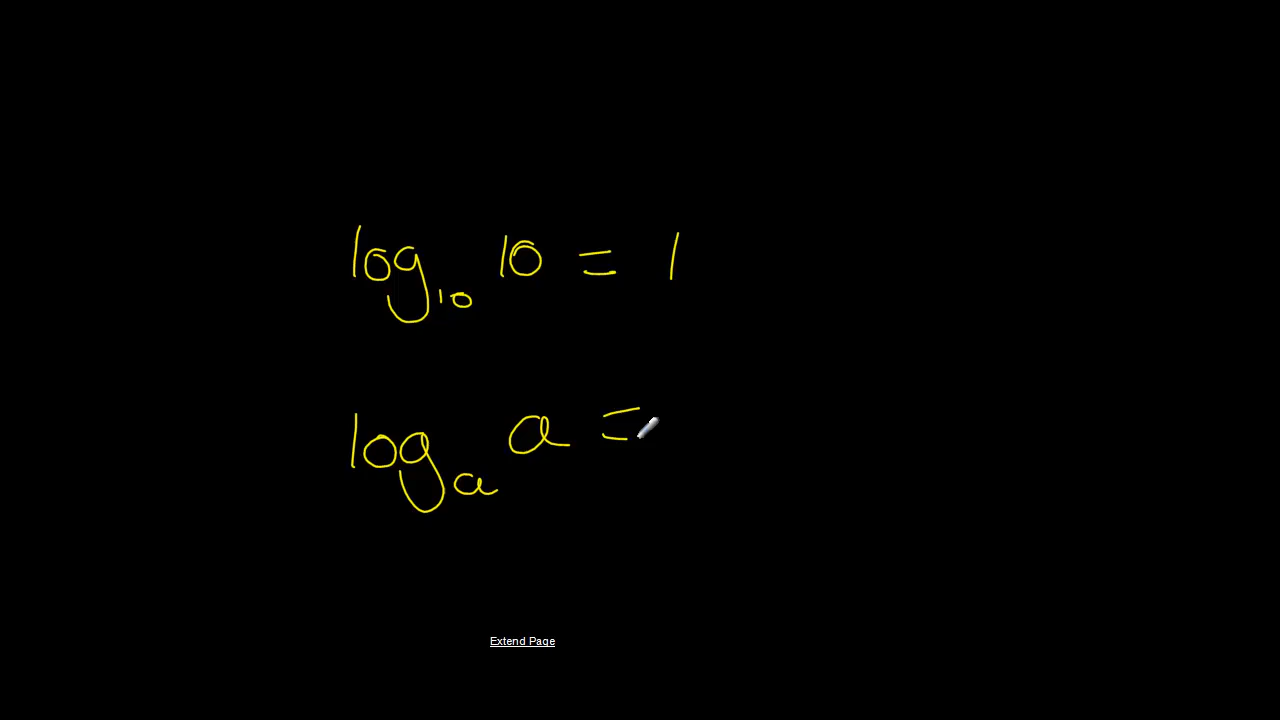 log₁₀ 10 = 1
logₐ a =
Extend Page